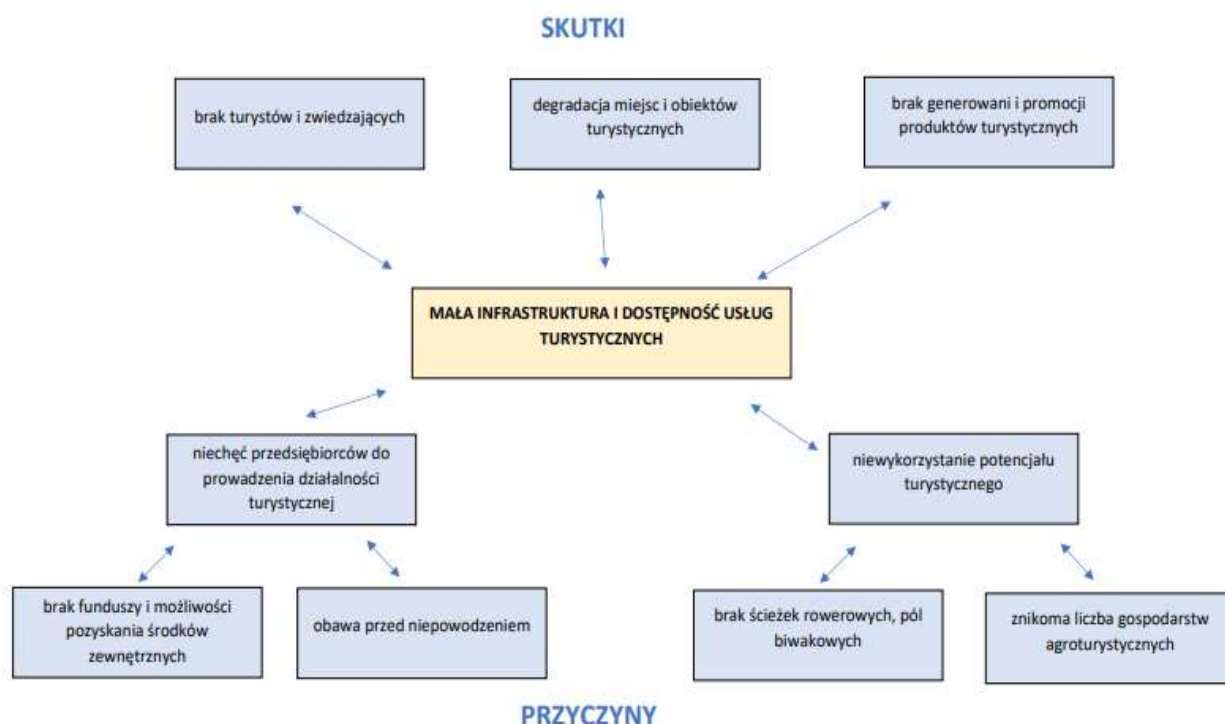 SKUTKI
brak turystów i zwiedzających
degradacja miejsc i obiektów
turystycznych
brak generowani i promocji
produktów turystycznych
MAŁA INFRASTRUKTURA I DOSTĘPNOŚĆ USŁUG
TURYSTYCZNYCH
niechęć przedsiębiorców do
prowadzenia działalności
turystycznej
niewykorzystanie potencjału
turystycznego
brak funduszy i możliwości
pozyskania środków
zewnętrznych
obawa przed niepowodzeniem
brak ścieżek rowerowych, pól
biwakowych
znikoma liczba gospodarstw
agroturystycznych
PRZYCZYNY